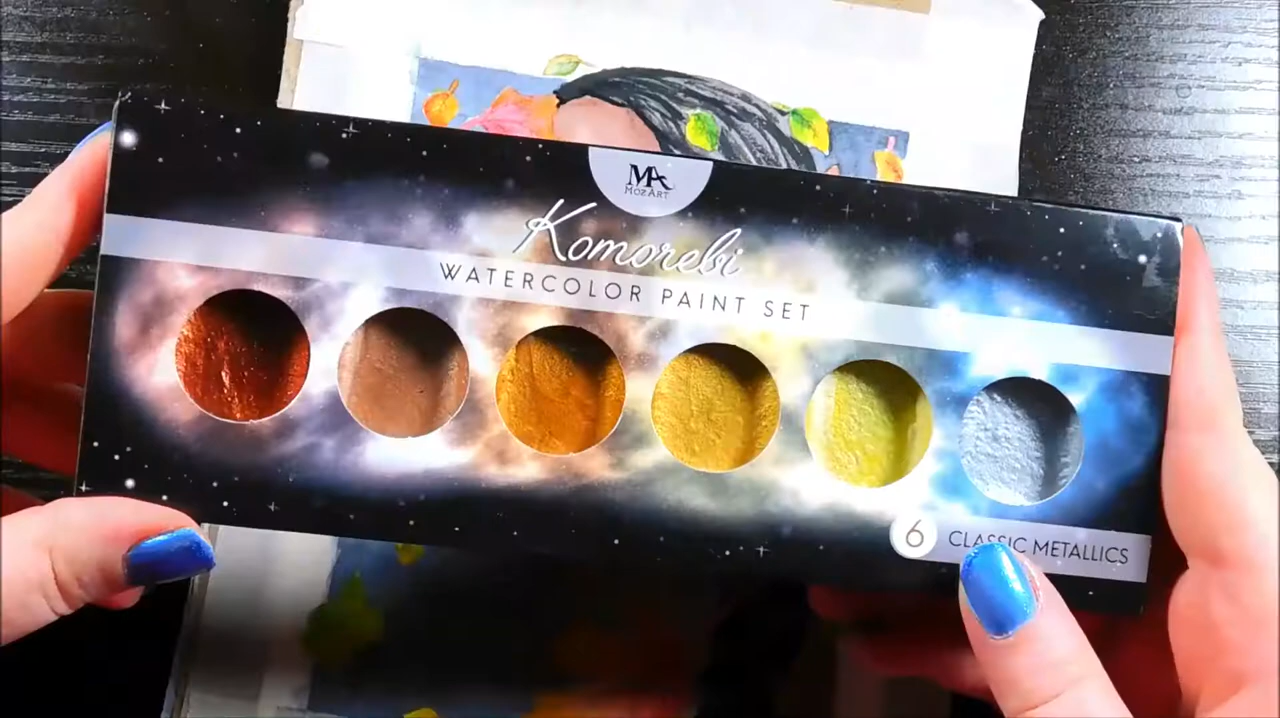 MA
MOZART
Komorebi
WATERCOLOR PAINT SET
6 CLASSIC METALLICS